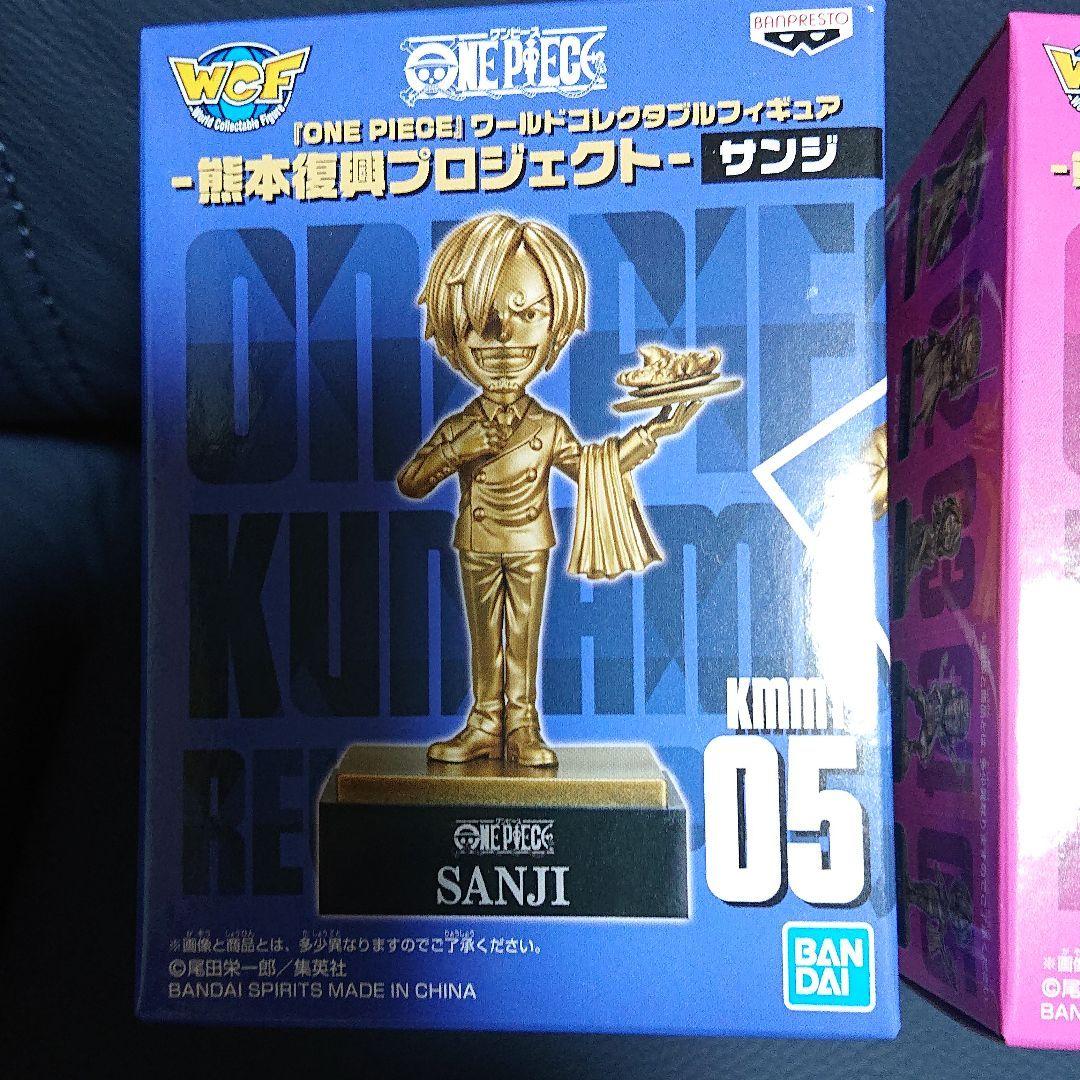 WCF
World Collectable Figure
ワンピース
ONE PIECE
BANPRESTO
『ONE PIECE』ワールドコレクタブルフィギュア
-熊本復興プロジェクト-
サンジ
KUMAM
05
ワンピース
ONE PIECE
SANJI
※画像と商品とは、多少異なりますのでご了承ください。
©尾田栄一郎／集英社
BANDAI SPIRITS MADE IN CHINA
BAN
DAI